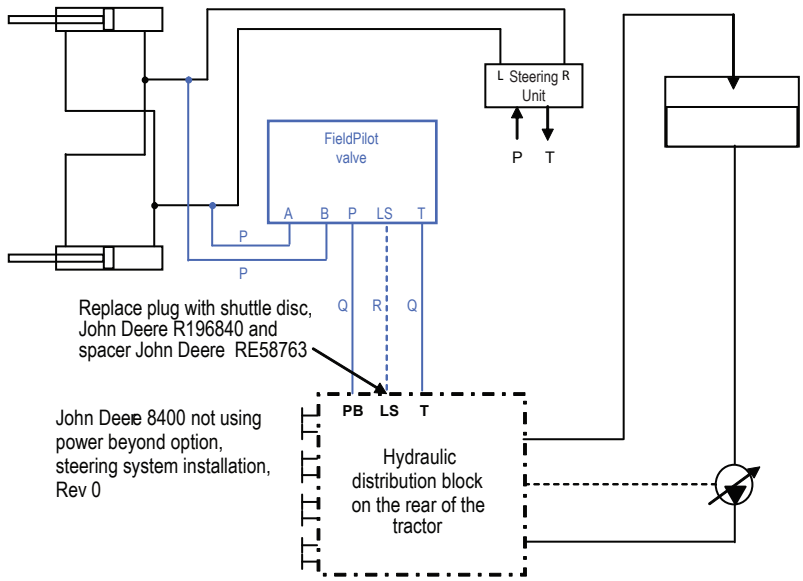 L Steering R
Unit
P T
FieldPilot
valve
A B P LS T
P
P
Q R Q
Replace plug with shuttle disc,
John Deere R196840 and
spacer John Deere RE58763
PB LS T
John Deere 8400 not using
power beyond option,
steering system installation,
Rev 0
Hydraulic
distribution block
on the rear of the
tractor